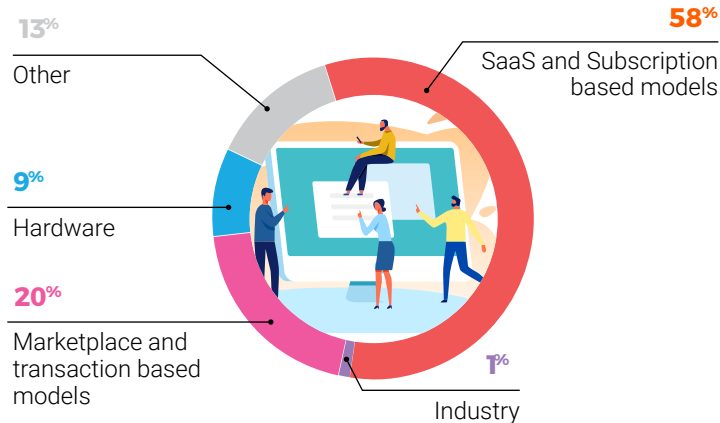 13%
Other
58%
SaaS and Subscription
based models
9%
Hardware
20%
Marketplace and
transaction based
models
1%
Industry